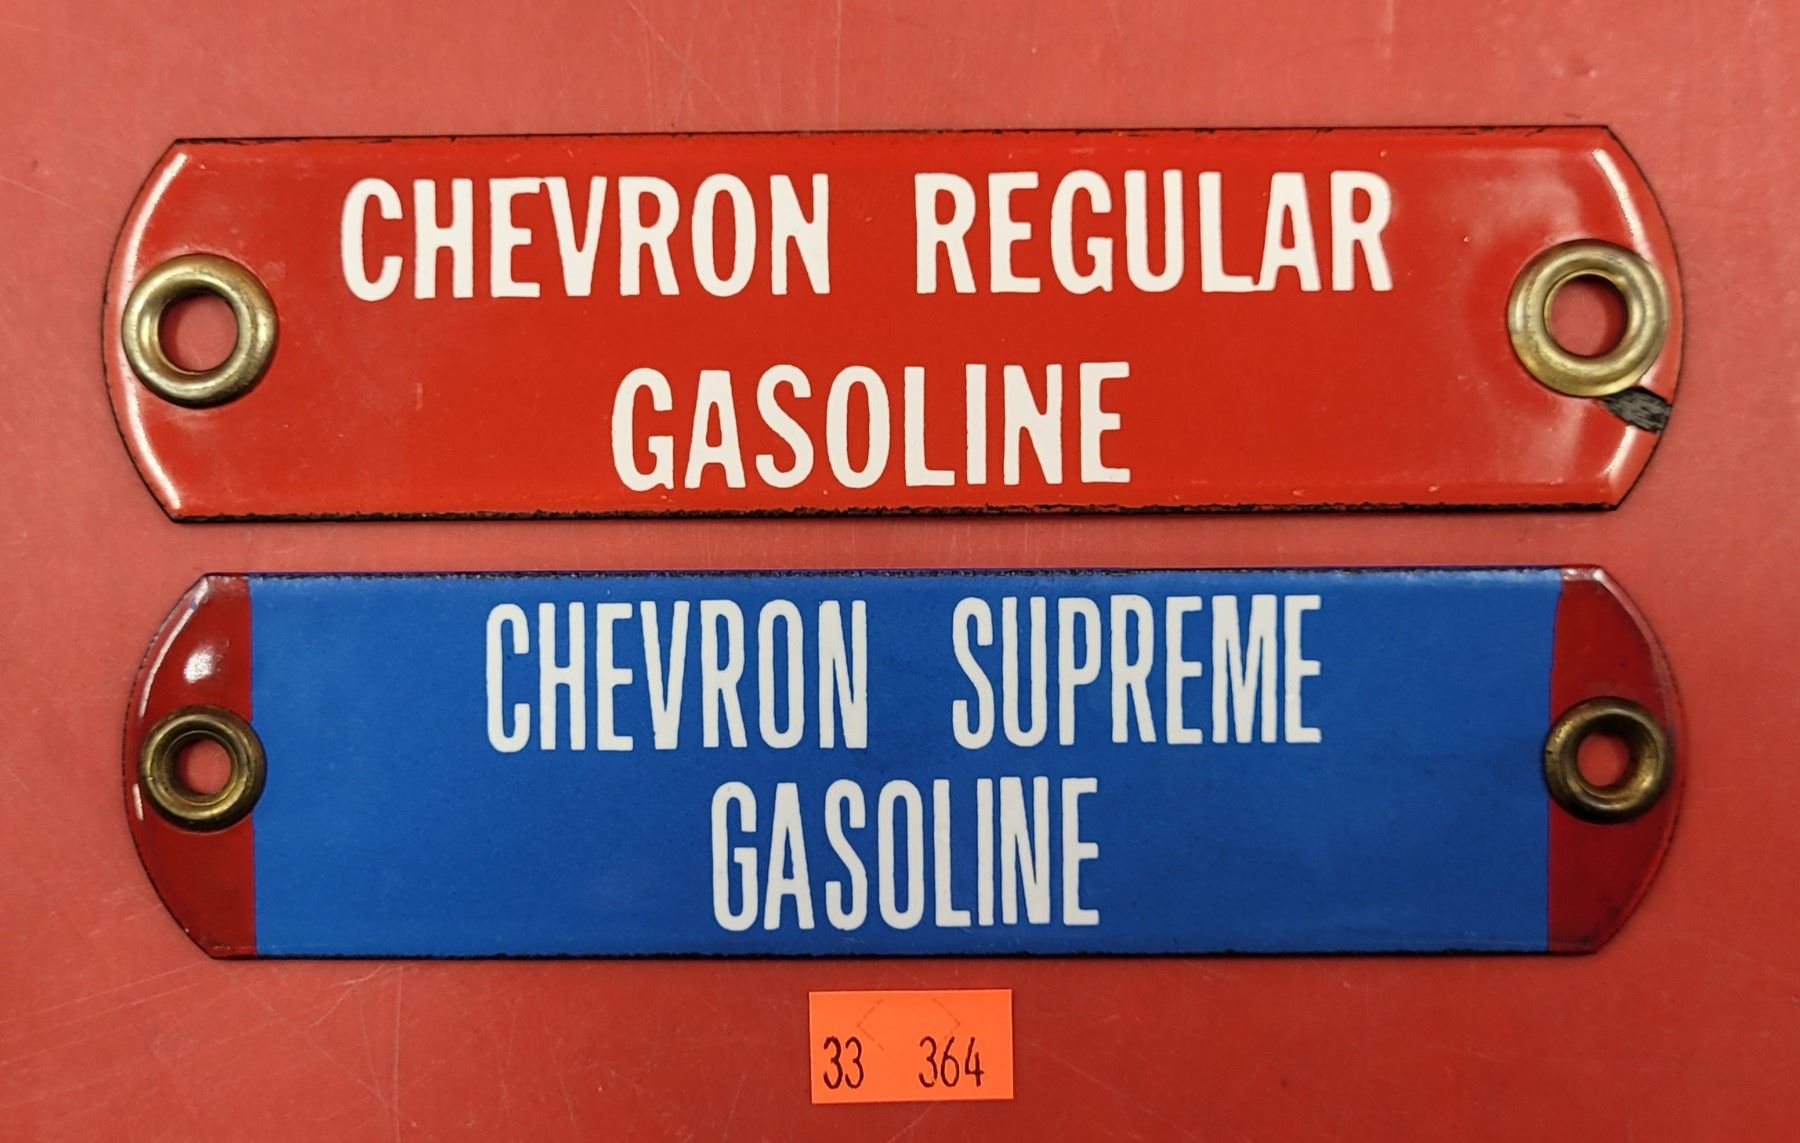 CHEVRON REGULAR
GASOLINE
CHEVRON SUPREME
GASOLINE
33 364